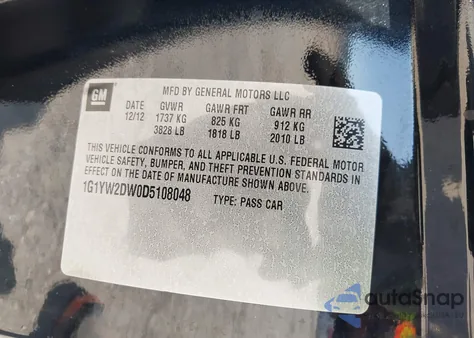 GM
MFD BY GENERAL MOTORS LLC
DATE GVWR GAWR FRT GAWR RR
12/12 1737 KG 825 KG 912 KG
3828 LB 1818 LB 2010 LB
THIS VEHICLE CONFORMS TO ALL APPLICABLE U.S. FEDERAL MOTOR
VEHICLE SAFETY, BUMPER, AND THEFT PREVENTION STANDARDS IN
EFFECT ON THE DATE OF MANUFACTURE SHOWN ABOVE.
1G1YW2DW0D5108048 TYPE: PASS CAR
autoSnap